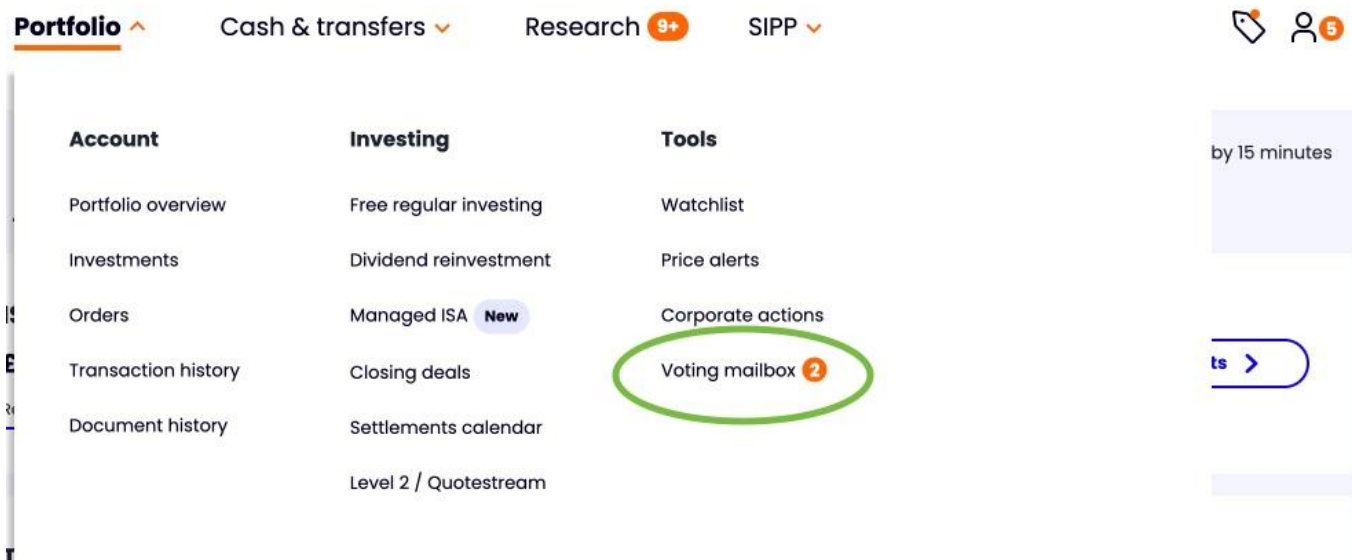 Portfolio
Cash & transfers
Research 9+
SIPP
5
Account
Portfolio overview
Investments
Orders
Transaction history
Document history
Investing
Free regular investing
Dividend reinvestment
Managed ISA New
Closing deals
Settlements calendar
Level 2 / Quotestream
Tools
Watchlist
Price alerts
Corporate actions
Voting mailbox 2
by 15 minutes
ts